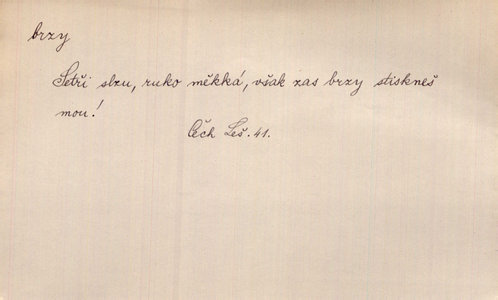 brzy
Setři slzu, ruko měkká, však zas brzy stiskneš
mou!
Čech Leš. 41.